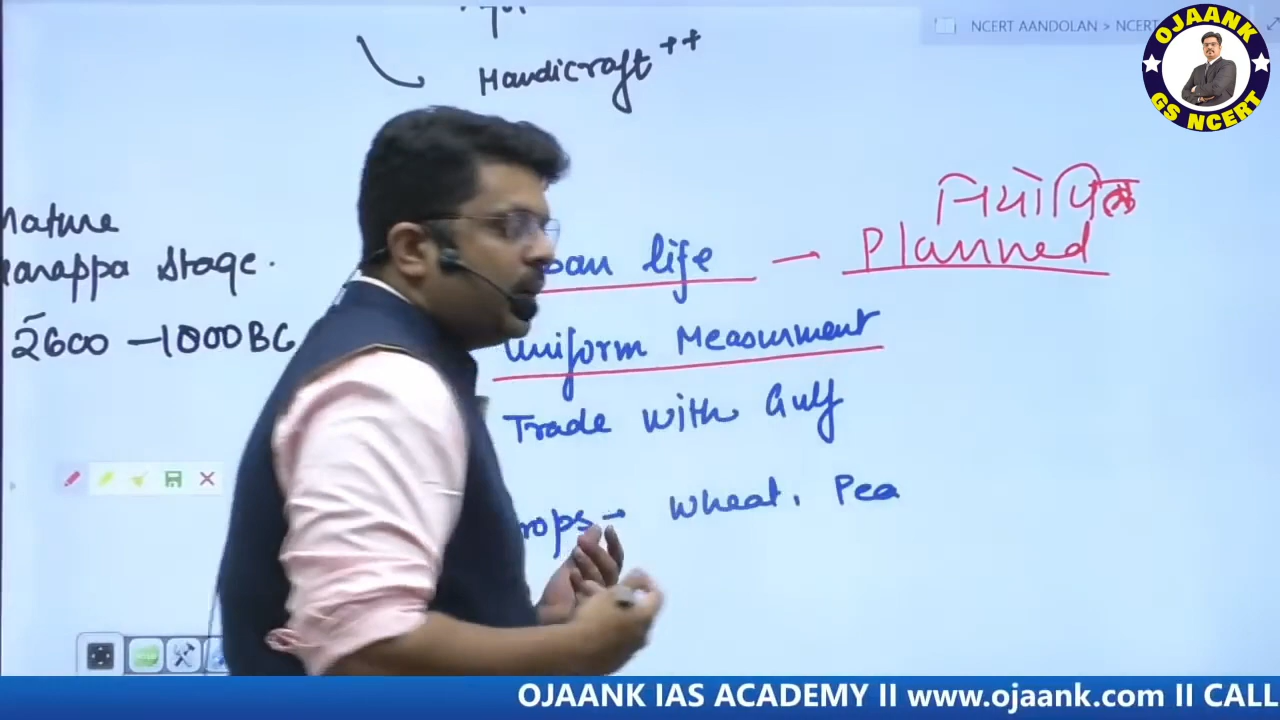 NCERT AANDOLAN > NCERT
OJAANK
GS NCERT
Handicraft ++
mature
harappa stage.
2600 – 1000BC
ban life → Planned
Uniform Measurment
Trade with Gulf
rops → Wheat, Pea
OJAANK IAS ACADEMY II www.ojaank.com II CALL